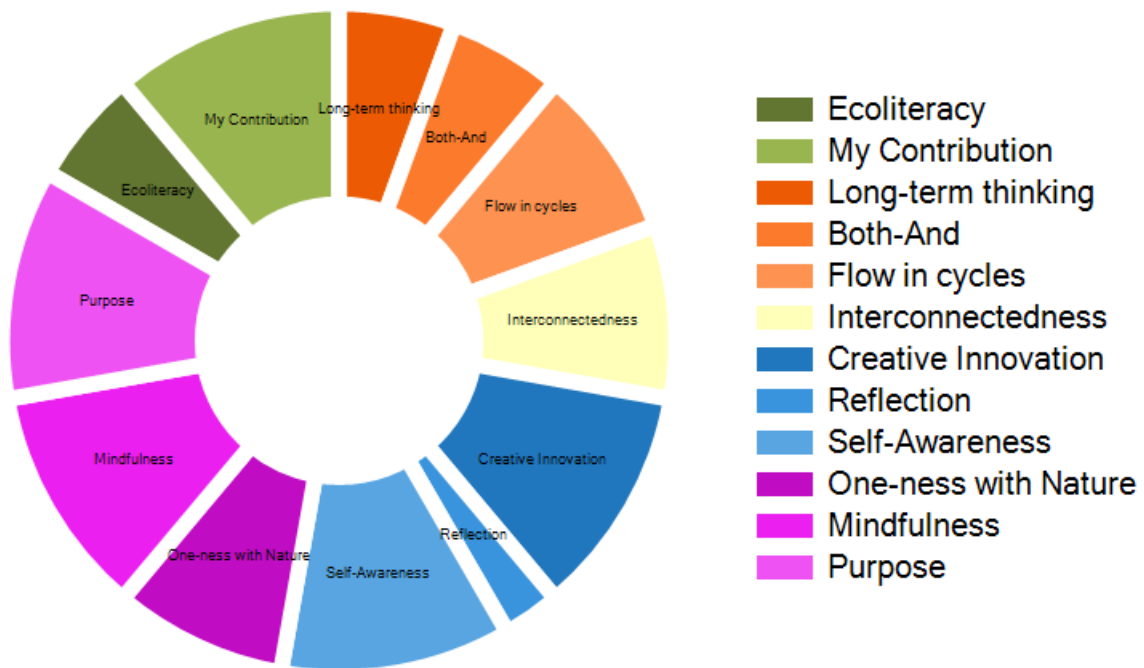 My Contribution
Long-term thinking
Both-And
Ecoliteracy
Flow in cycles
Purpose
Interconnectedness
Mindfulness
Creative Innovation
Reflection
One-ness with Nature
Self-Awareness
Ecoliteracy
My Contribution
Long-term thinking
Both-And
Flow in cycles
Interconnectedness
Creative Innovation
Reflection
Self-Awareness
One-ness with Nature
Mindfulness
Purpose